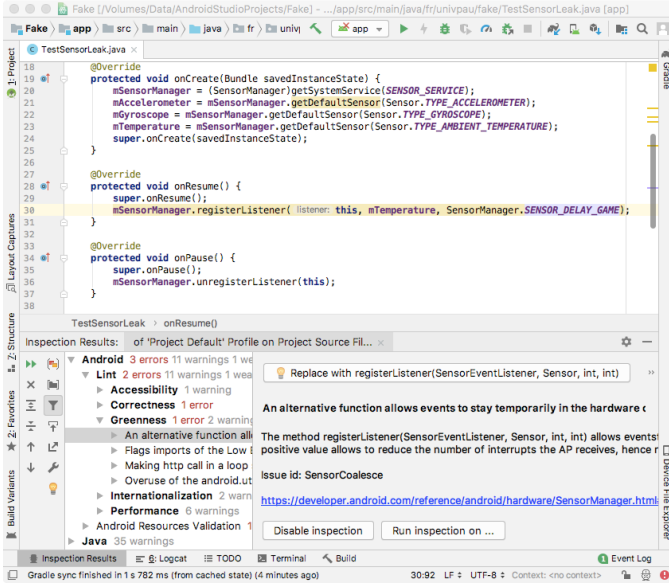 Fake [/Volumes/Data/AndroidStudioProjects/Fake] - .../app/src/main/java/fr/univpau/fake/TestSensorLeak.java [app]
Fake app src main java fr univp app
TestSensorLeak.java ×
1: Project
Gradle
18 @Override
19 protected void onCreate(Bundle savedInstanceState) {
20 mSensorManager = (SensorManager)getSystemService(SENSOR_SERVICE);
21 mAccelerometer = mSensorManager.getDefaultSensor(Sensor.TYPE_ACCELEROMETER);
22 mGyroscope = mSensorManager.getDefaultSensor(Sensor.TYPE_GYROSCOPE);
23 mTemperature = mSensorManager.getDefaultSensor(Sensor.TYPE_AMBIENT_TEMPERATURE);
24 super.onCreate(savedInstanceState);
25 }
26
27 @Override
28 protected void onResume() {
29 super.onResume();
30 mSensorManager.registerListener( listener: this, mTemperature, SensorManager.SENSOR_DELAY_GAME);
31 }
32
33 @Override
34 protected void onPause() {
35 super.onPause();
36 mSensorManager.unregisterListener(this);
37 }
38
Layout Captures
TestSensorLeak › onResume()
Z: Structure
2: Favorites
Build Variants
Inspection Results: of 'Project Default' Profile on Project Source Fil... ×
Android 3 errors 11 warnings 1 we
Lint 2 errors 11 warnings 1 wea
Accessibility 1 warning
Correctness 1 error
Greenness 1 error 2 warning
An alternative function all
Flags imports of the Low E
Making http call in a loop
Overuse of the android.ut
Internationalization 2 warn
Performance 6 warnings
Android Resources Validation 1
Java 35 warnings
Replace with registerListener(SensorEventListener, Sensor, int, int)
An alternative function allows events to stay temporarily in the hardware c
The method registerListener(SensorEventListener, Sensor, int, int) allows events
positive value allows to reduce the number of interrupts the AP receives, hence r
Issue id: SensorCoalesce
https://developer.android.com/reference/android/hardware/SensorManager.html
Disable inspection Run inspection on ...
Device File Explorer
Inspection Results 6: Logcat TODO Terminal Build 1 Event Log
Gradle sync finished in 1 s 782 ms (from cached state) (4 minutes ago) 30:92 LF UTF-8 Context: <no context>